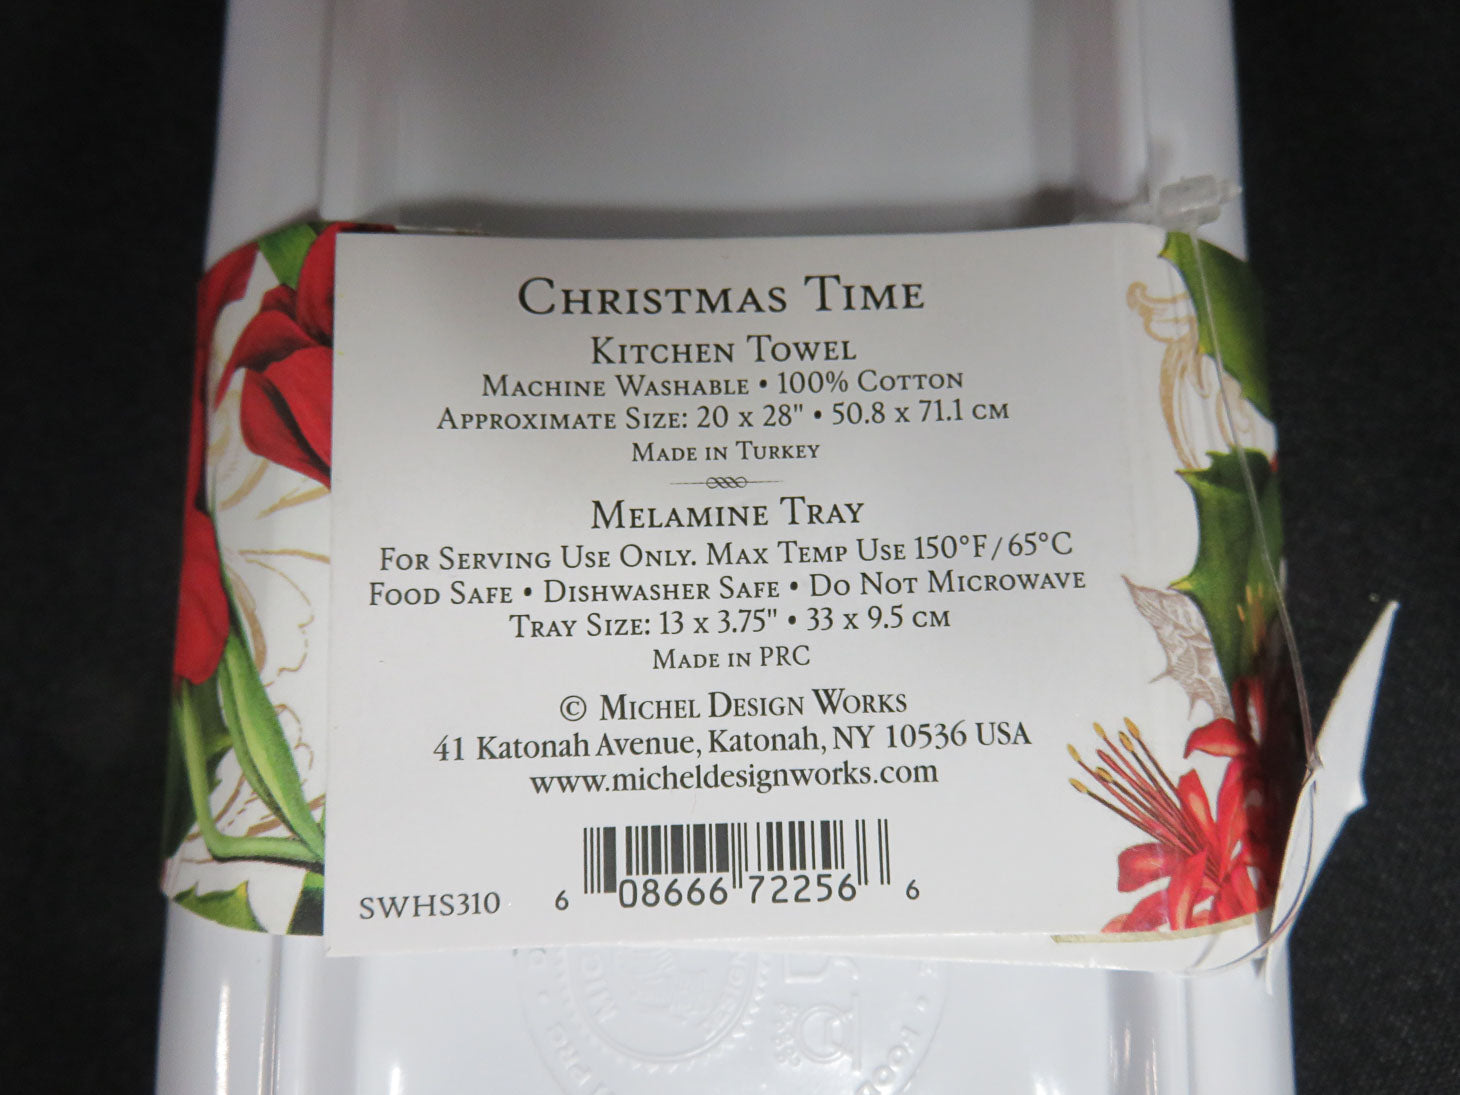 CHRISTMAS TIME
KITCHEN TOWEL
MACHINE WASHABLE • 100% COTTON
APPROXIMATE SIZE: 20 x 28" • 50.8 x 71.1 CM
MADE IN TURKEY
MELAMINE TRAY
FOR SERVING USE ONLY. MAX TEMP USE 150°F/65°C
FOOD SAFE • DISHWASHER SAFE • DO NOT MICROWAVE
TRAY SIZE: 13 x 3.75" • 33 x 9.5 CM
MADE IN PRC
© MICHEL DESIGN WORKS
41 Katonah Avenue, Katonah, NY 10536 USA
www.micheldesignworks.com
SWHS310
6 08666 72256 6